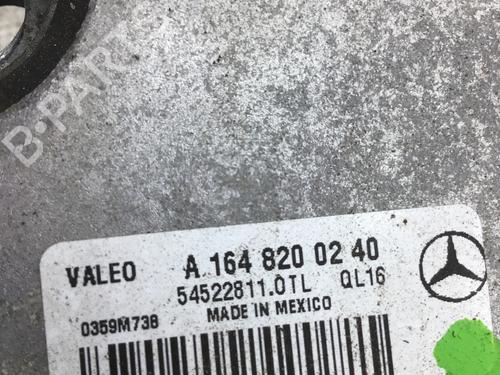 B-PARTS
VALEO A 164 820 02 40
54522811.0TL QL16
0359M738 MADE IN MEXICO